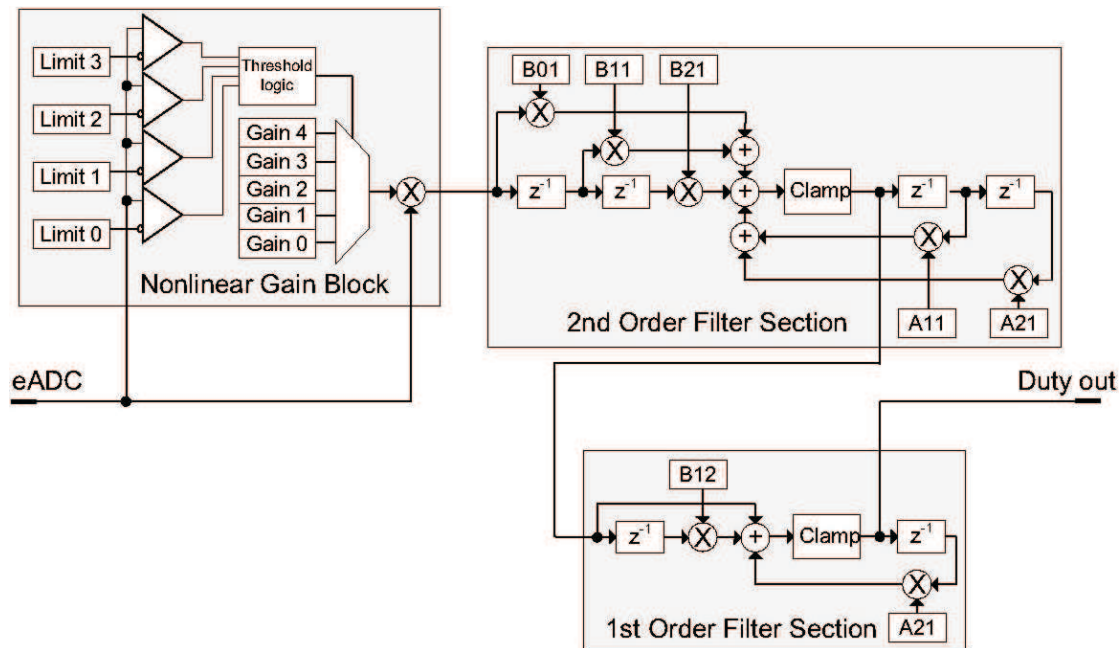 Limit 3
Limit 2
Limit 1
Limit 0
Threshold
logic
Gain 4
Gain 3
Gain 2
Gain 1
Gain 0
X
Nonlinear Gain Block
eADC
B01
B11
B21
X
X
+
z⁻¹
z⁻¹
X
+
Clamp
z⁻¹
z⁻¹
+
X
X
A11
A21
2nd Order Filter Section
Duty out
B12
z⁻¹
X
+
Clamp
z⁻¹
X
A21
1st Order Filter Section